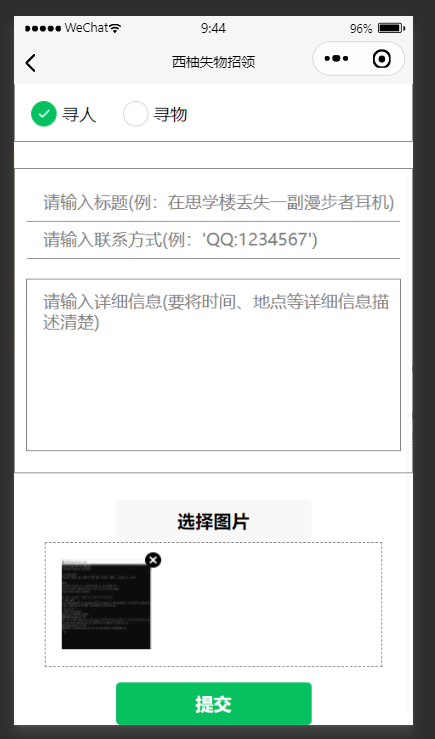 WeChat 9:44 96%
西柚失物招领
寻人 寻物
请输入标题(例：在思学楼丢失一副漫步者耳机)
请输入联系方式(例：'QQ:1234567')
请输入详细信息(要将时间、地点等详细信息描
述清楚)
选择图片
提交